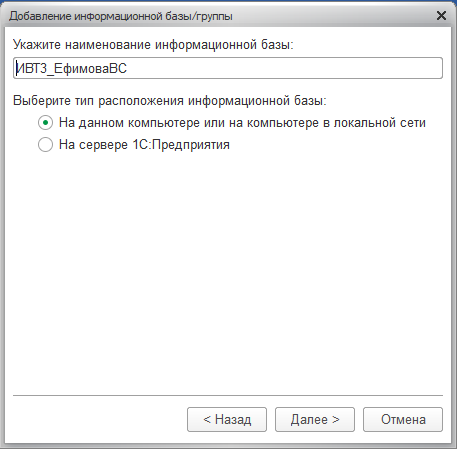 Добавление информационной базы/группы
Укажите наименование информационной базы:
ИВТЗ_ЕфимоваВС
Выберите тип расположения информационной базы:
На данном компьютере или на компьютере в локальной сети
На сервере 1С:Предприятия
< Назад
Далее >
Отмена